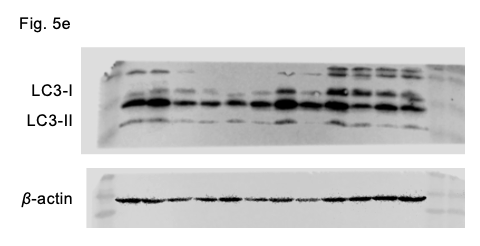 Fig. 5e
LC3-I
LC3-II
β-actin